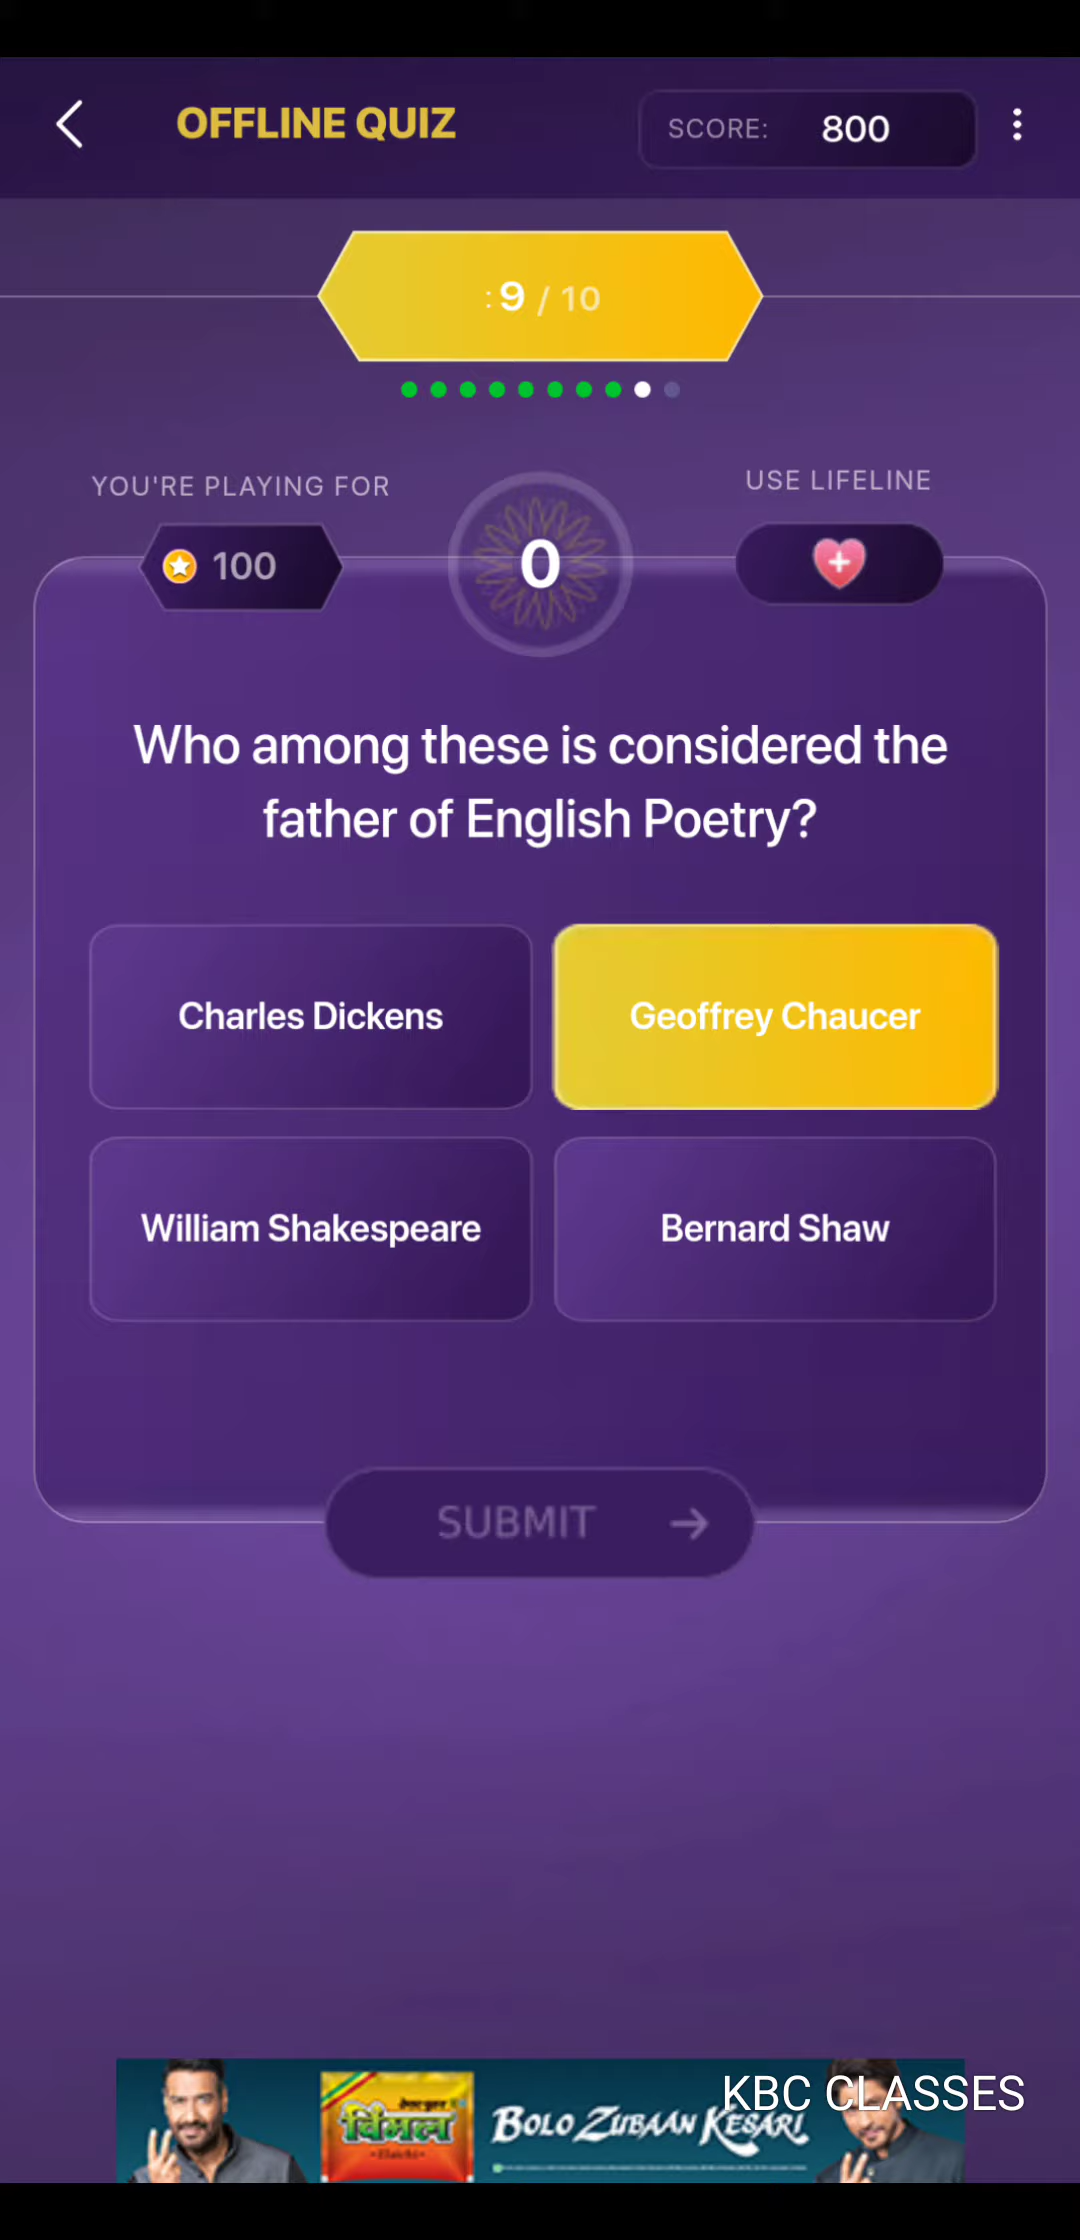 OFFLINE QUIZ
SCORE: 800
: 9 / 10
YOU'RE PLAYING FOR
USE LIFELINE
100
0
Who among these is considered the
father of English Poetry?
Charles Dickens
Geoffrey Chaucer
William Shakespeare
Bernard Shaw
SUBMIT
KBC CLASSES
विमल
BOLO ZUBAAN KESARI